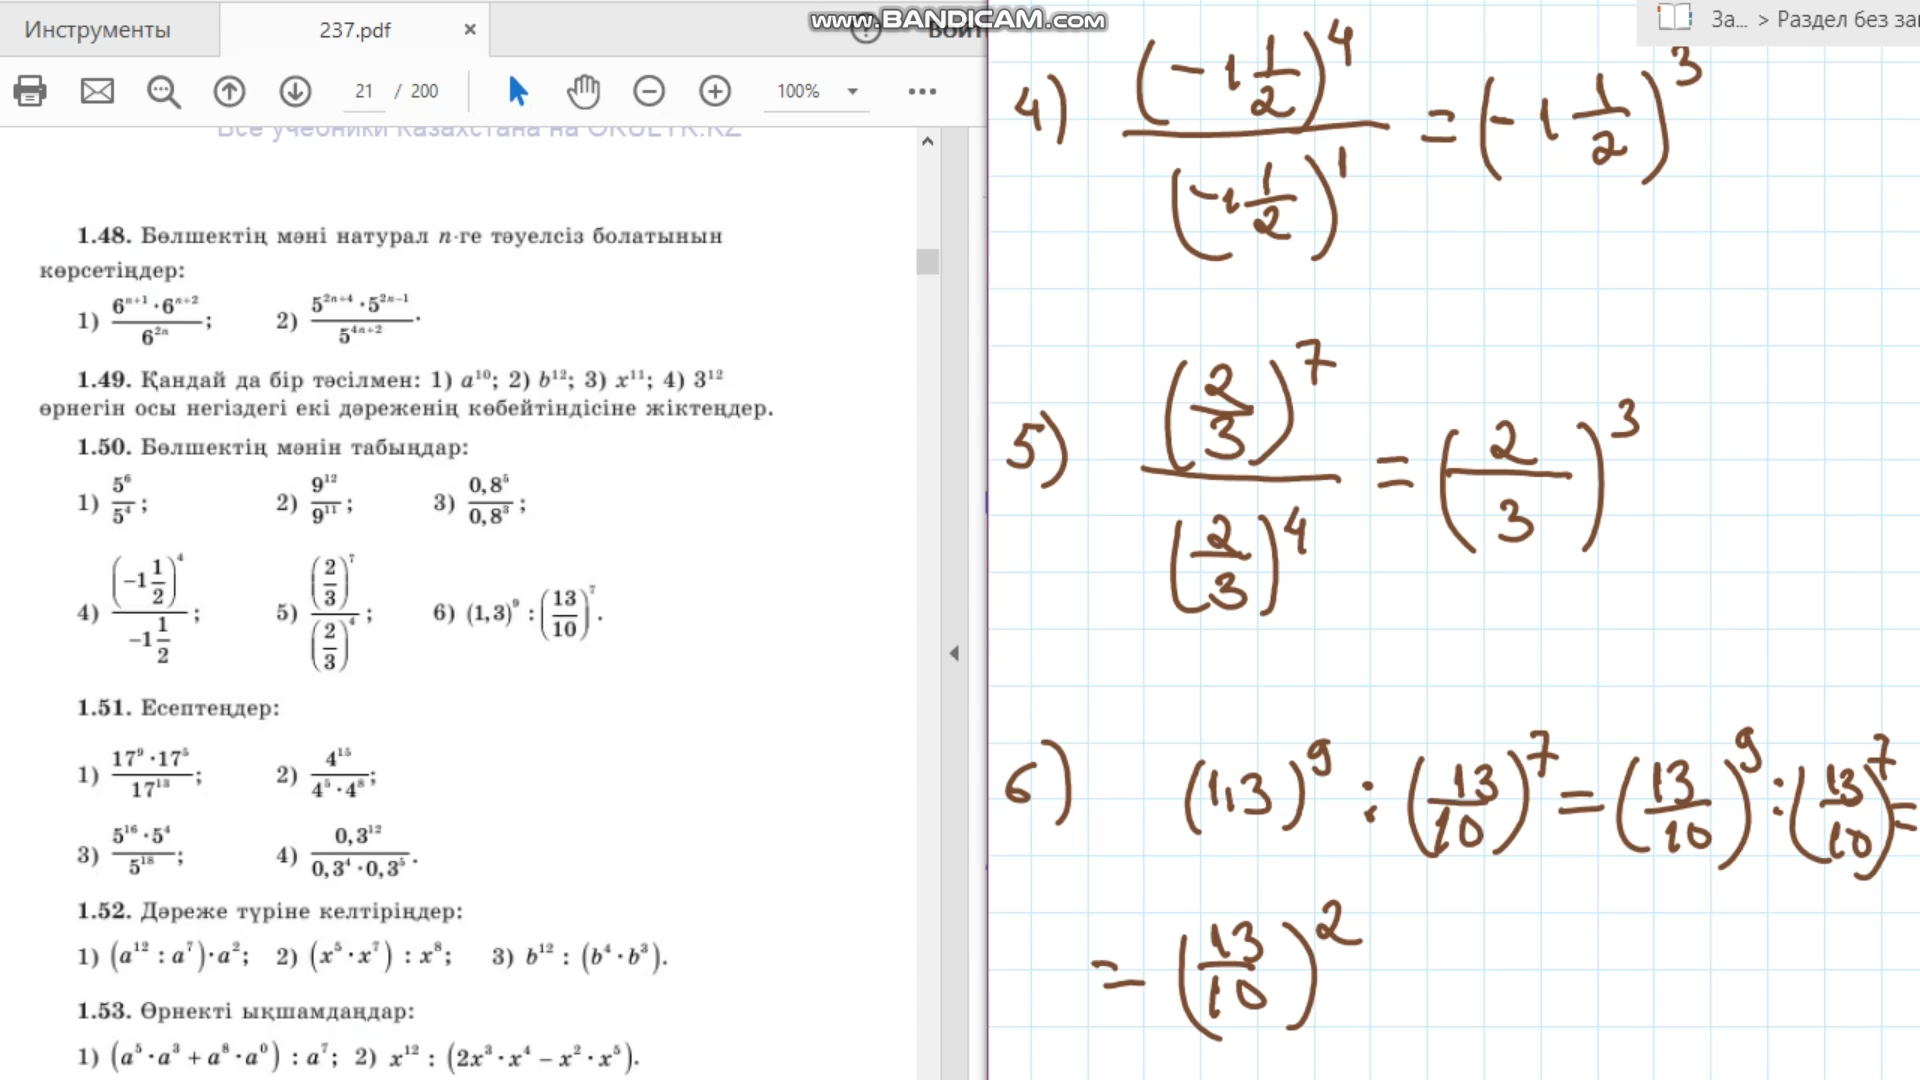 Инструменты
237.pdf
×
www.BANDICAM.com
За... > Раздел без за
21 / 200
100%
Все учебники Казахстана на OKULYK.KZ
1.48. Бөлшектің мәні натурал n-ге тәуелсіз болатынын
көрсетіңдер:
1) (6^(n+1) · 6^(n+2))/6^(2n); 2) (5^(2n+4) · 5^(2n−1))/5^(4n+2).
1.49. Қандай да бір тәсілмен: 1) a^10; 2) b^12; 3) x^11; 4) 3^12
өрнегін осы негіздегі екі дәреженің көбейтіндісіне жіктеңдер.
1.50. Бөлшектің мәнін табыңдар:
1) 5^6/5^4; 2) 9^12/9^11; 3) 0,8^5/0,8^3;
4) (−1 1/2)^4/(−1 1/2); 5) (2/3)^7/(2/3)^4; 6) (1,3)^9 : (13/10)^7.
1.51. Есептеңдер:
1) (17^9 · 17^5)/17^13; 2) 4^15/(4^5 · 4^8);
3) (5^16 · 5^4)/5^18; 4) 0,3^12/(0,3^4 · 0,3^5).
1.52. Дәреже түріне келтіріңдер:
1) (a^12 : a^7) · a^2; 2) (x^5 · x^7) : x^8; 3) b^12 : (b^4 · b^3).
1.53. Өрнекті ықшамдаңдар:
1) (a^5 · a^3 + a^8 · a^0) : a^7; 2) x^12 : (2x^3 · x^4 − x^2 · x^5).
4) (−1 1/2)^4/(−1 1/2)^1 = (−1 1/2)^3
5) (2/3)^7/(2/3)^4 = (2/3)^3
6) (1,3)^9 : (13/10)^7 = (13/10)^9 : (13/10)^7 =
= (13/10)^2